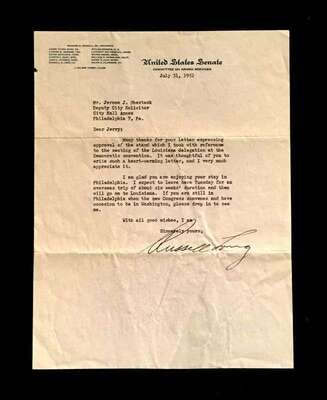 United States Senate
COMMITTEE ON ARMED SERVICES
July 31, 1952
Mr. Jerome J. Shestack
Deputy City Solicitor
City Hall Annex
Philadelphia 7, Pa.
Dear Jerry:
Many thanks for your letter expressing
approval of the stand which I took with reference
to the seating of the Louisiana delegation at the
Democratic convention. It was thoughtful of you to
write such a heart-warming letter, and I very much
appreciate it.
I am glad you are enjoying your stay in
Philadelphia. I expect to leave here Tuesday for an
overseas trip of about six weeks' duration and then
will go on to Louisiana. If you are still in
Philadelphia when the new Congress convenes and have
occasion to be in Washington, please drop in to see
me.
With all good wishes, I am
Sincerely yours,
Russell Long